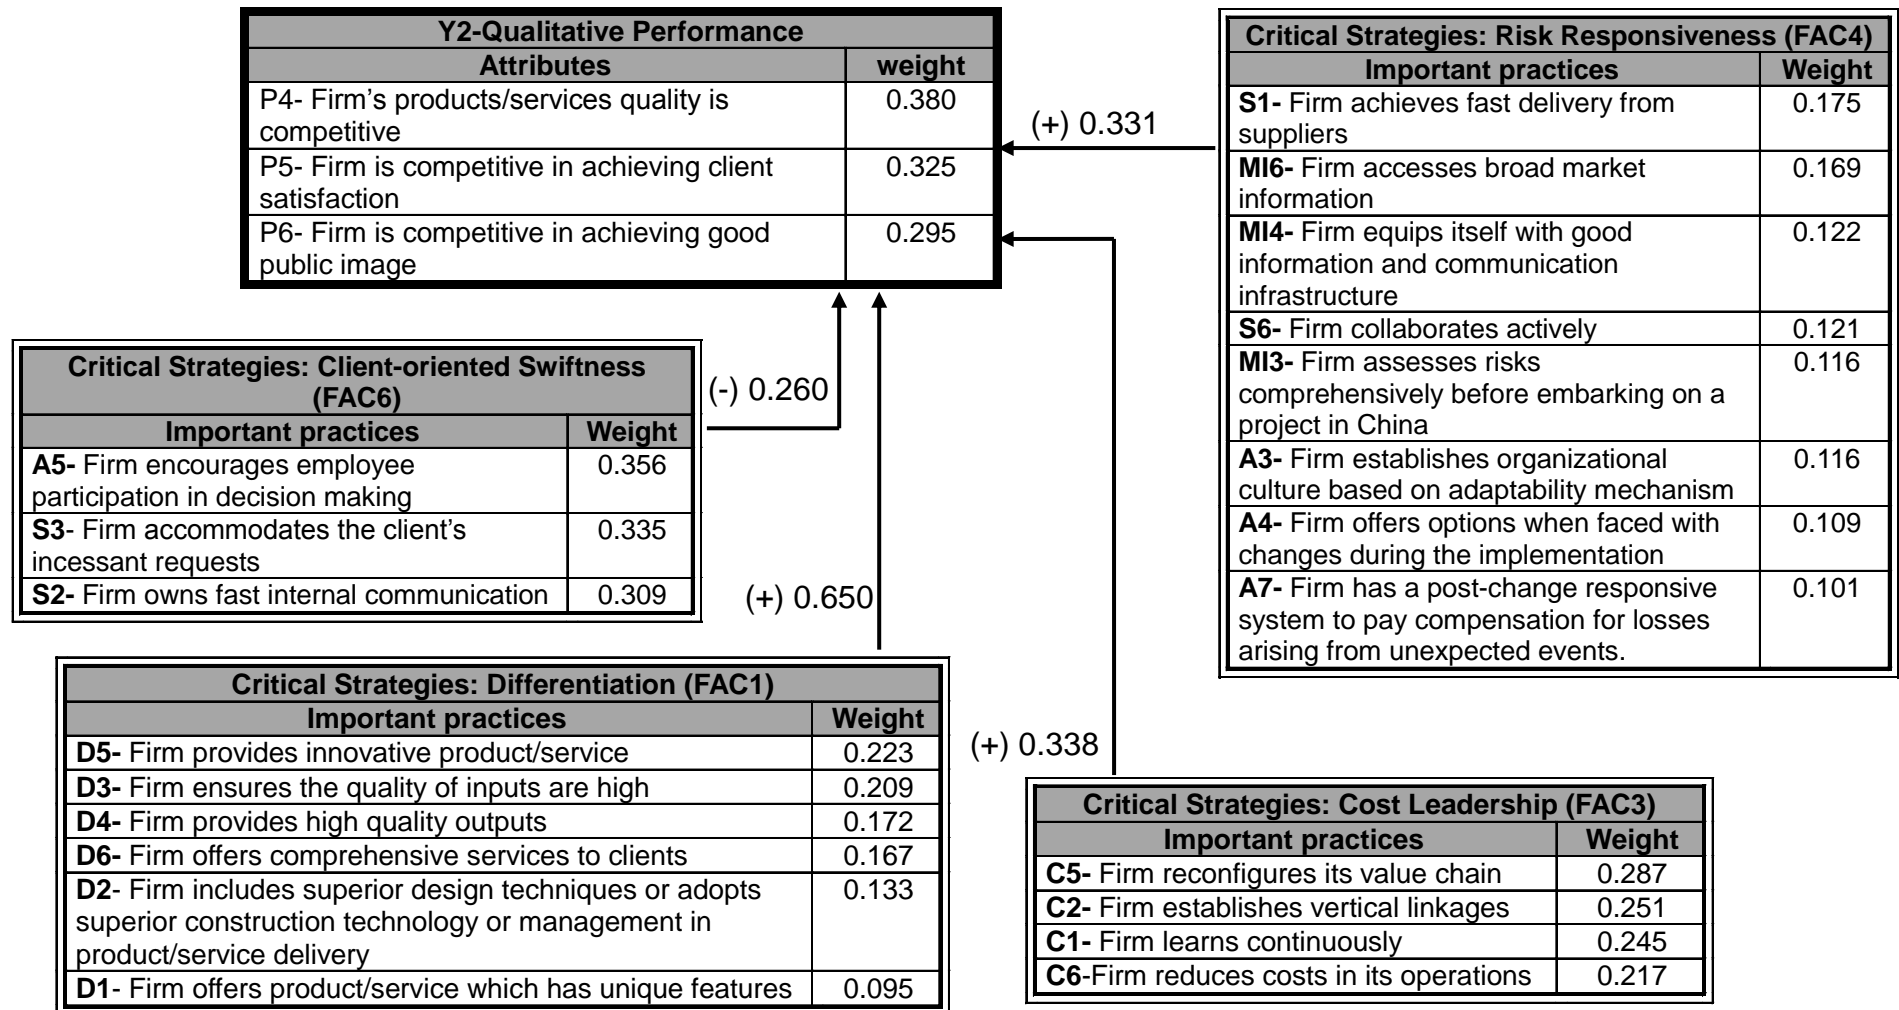 Y2-Qualitative Performance
Attributes weight
P4- Firm's products/services quality is 0.380
competitive
P5- Firm is competitive in achieving client 0.325
satisfaction
P6- Firm is competitive in achieving good 0.295
public image
(+) 0.331
Critical Strategies: Risk Responsiveness (FAC4)
Important practices Weight
S1- Firm achieves fast delivery from 0.175
suppliers
MI6- Firm accesses broad market 0.169
information
MI4- Firm equips itself with good 0.122
information and communication
infrastructure
S6- Firm collaborates actively 0.121
MI3- Firm assesses risks 0.116
comprehensively before embarking on a
project in China
A3- Firm establishes organizational 0.116
culture based on adaptability mechanism
A4- Firm offers options when faced with 0.109
changes during the implementation
A7- Firm has a post-change responsive 0.101
system to pay compensation for losses
arising from unexpected events.
Critical Strategies: Client-oriented Swiftness
(FAC6)
Important practices Weight
A5- Firm encourages employee 0.356
participation in decision making
S3- Firm accommodates the client's 0.335
incessant requests
S2- Firm owns fast internal communication 0.309
(-) 0.260
(+) 0.650
Critical Strategies: Differentiation (FAC1)
Important practices Weight
D5- Firm provides innovative product/service 0.223
D3- Firm ensures the quality of inputs are high 0.209
D4- Firm provides high quality outputs 0.172
D6- Firm offers comprehensive services to clients 0.167
D2- Firm includes superior design techniques or adopts 0.133
superior construction technology or management in
product/service delivery
D1- Firm offers product/service which has unique features 0.095
(+) 0.338
Critical Strategies: Cost Leadership (FAC3)
Important practices Weight
C5- Firm reconfigures its value chain 0.287
C2- Firm establishes vertical linkages 0.251
C1- Firm learns continuously 0.245
C6-Firm reduces costs in its operations 0.217